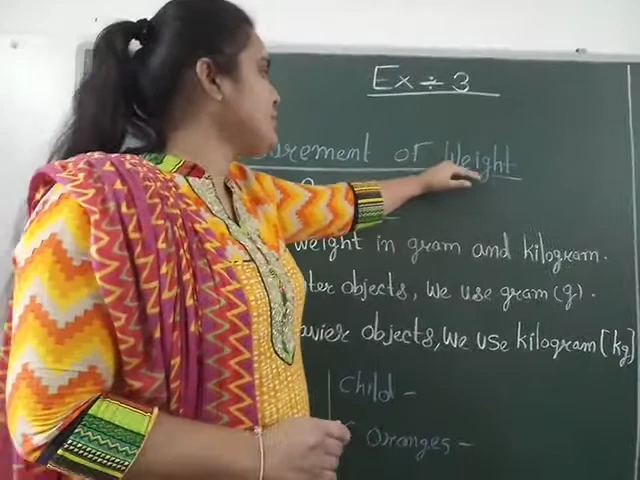 Ex ÷ 3
urement of Weight
weight in gram and kilogram.
ter objects, we use gram (g).
avier objects, we use kilogram [kg]
Child -
Oranges -